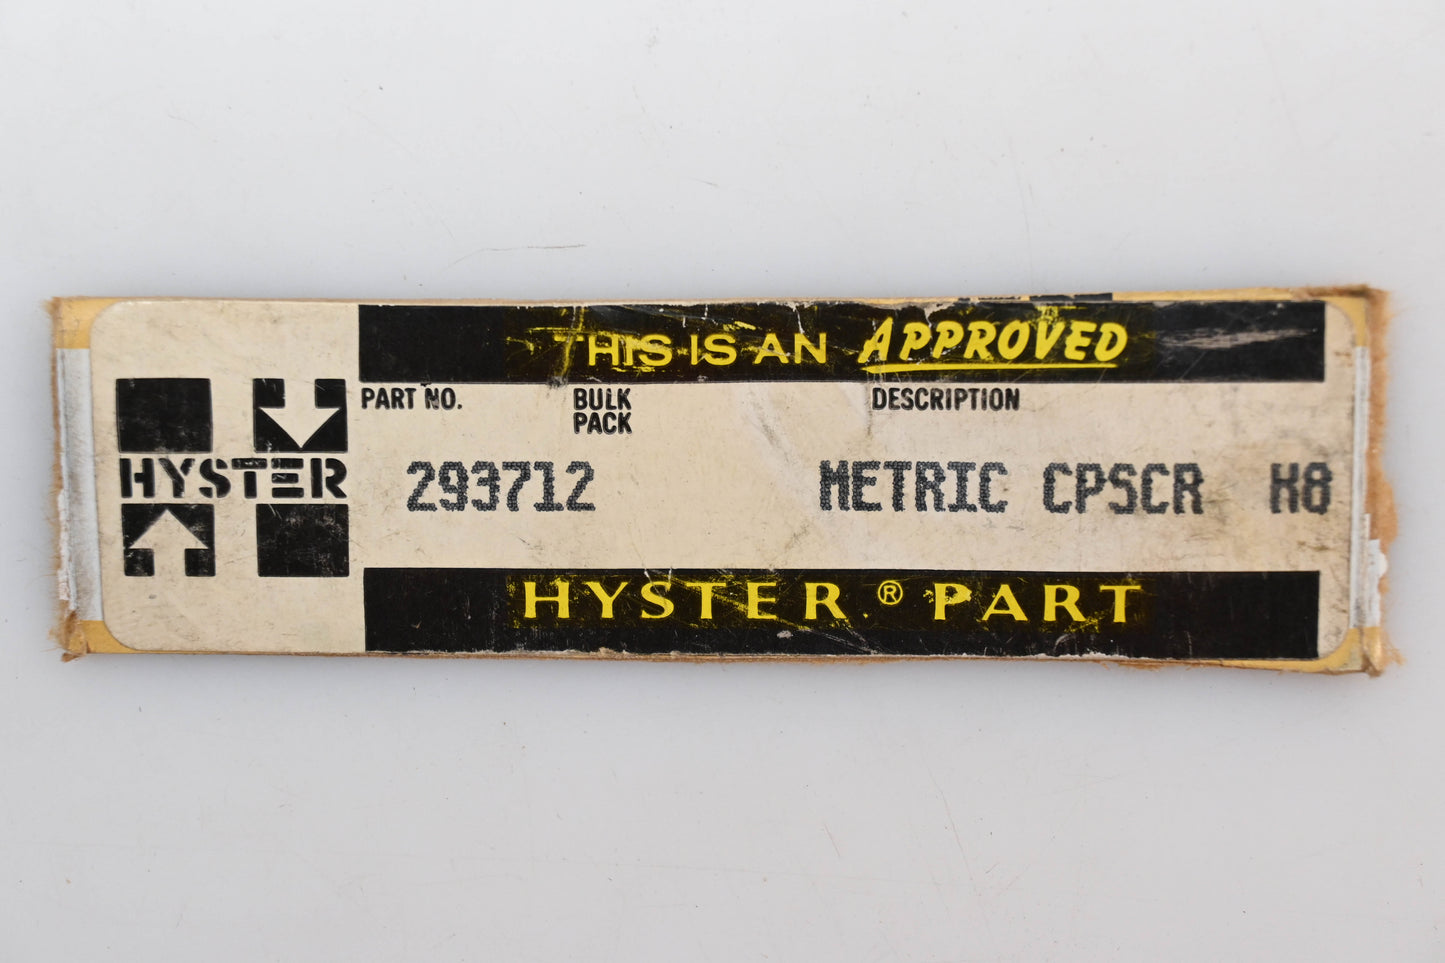 THIS IS AN APPROVED
PART NO. BULK PACK DESCRIPTION
HYSTER 293712 METRIC CPSCR H8
HYSTER® PART